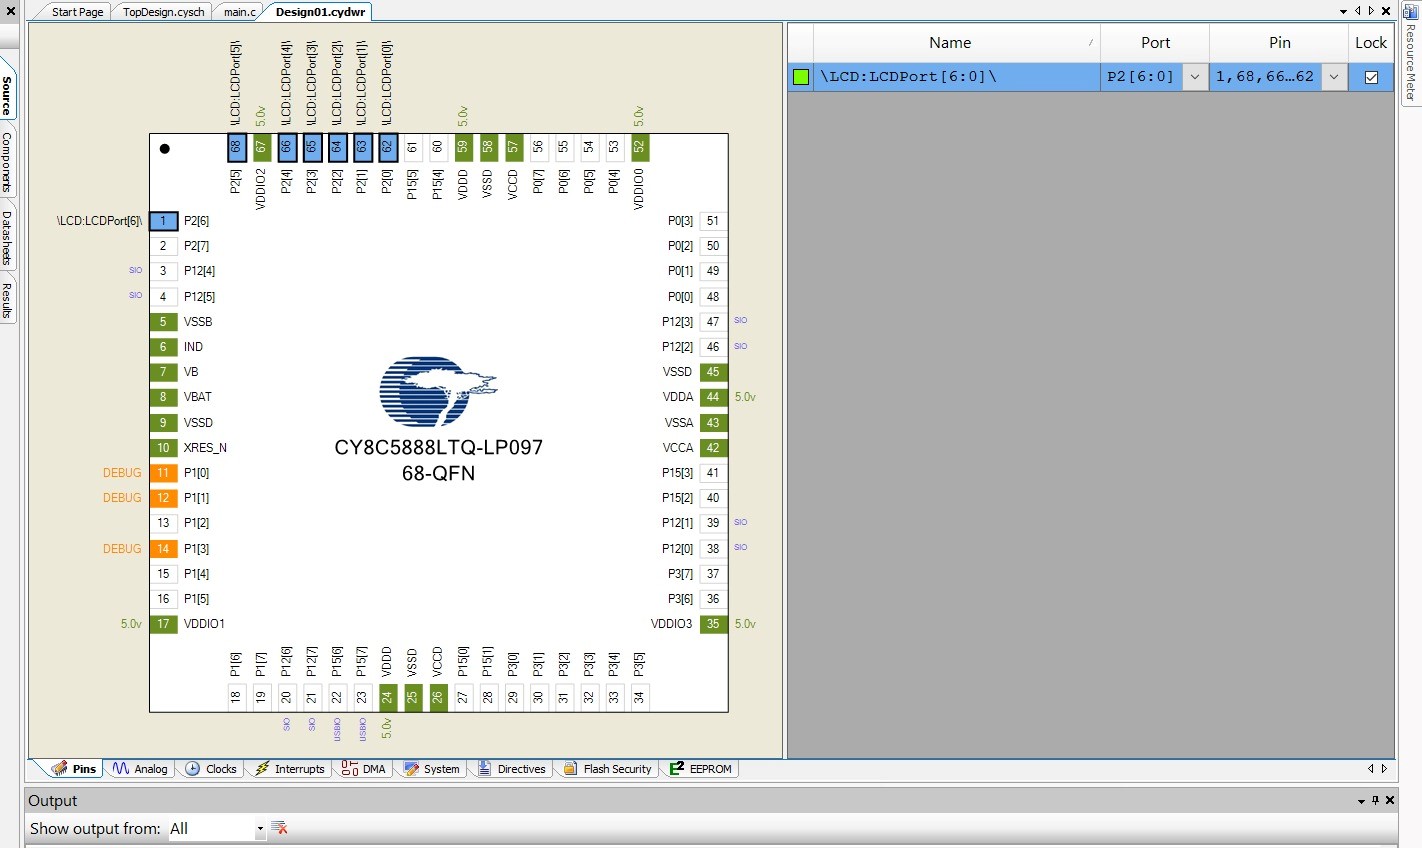 Start Page TopDesign.cysch main.c Design01.cydwr
Source
Components
Datasheets
Results
Resource Meter
\LCD:LCDPort[5]\ 5.0v \LCD:LCDPort[4]\ \LCD:LCDPort[3]\ \LCD:LCDPort[2]\ \LCD:LCDPort[1]\ \LCD:LCDPort[0]\ 5.0v 5.0v
68 67 66 65 64 63 62 61 60 59 58 57 56 55 54 53 52
P2[5] VDDIO2 P2[4] P2[3] P2[2] P2[1] P2[0] P15[5] P15[4] VDDD VSSD VCCD P0[7] P0[6] P0[5] P0[4] VDDIO0
\LCD:LCDPort[6]\ 1 P2[6]
2 P2[7]
SIO 3 P12[4]
SIO 4 P12[5]
5 VSSB
6 IND
7 VB
8 VBAT
9 VSSD
10 XRES_N
DEBUG 11 P1[0]
DEBUG 12 P1[1]
13 P1[2]
DEBUG 14 P1[3]
15 P1[4]
16 P1[5]
5.0v 17 VDDIO1
CY8C5888LTQ-LP097
68-QFN
P0[3] 51
P0[2] 50
P0[1] 49
P0[0] 48
P12[3] 47 SIO
P12[2] 46 SIO
VSSD 45
VDDA 44 5.0v
VSSA 43
VCCA 42
P15[3] 41
P15[2] 40
P12[1] 39 SIO
P12[0] 38 SIO
P3[7] 37
P3[6] 36
VDDIO3 35 5.0v
P1[6] P1[7] P12[6] P12[7] P15[6] P15[7] VDDD VSSD VCCD P15[0] P15[1] P3[0] P3[1] P3[2] P3[3] P3[4] P3[5]
18 19 20 21 22 23 24 25 26 27 28 29 30 31 32 33 34
SIO SIO USBIO USBIO 5.0v
Name Port Pin Lock
\LCD:LCDPort[6:0]\ P2[6:0] 1,68,66…62
Pins Analog Clocks Interrupts DMA System Directives Flash Security E2 EEPROM
Output
Show output from: All